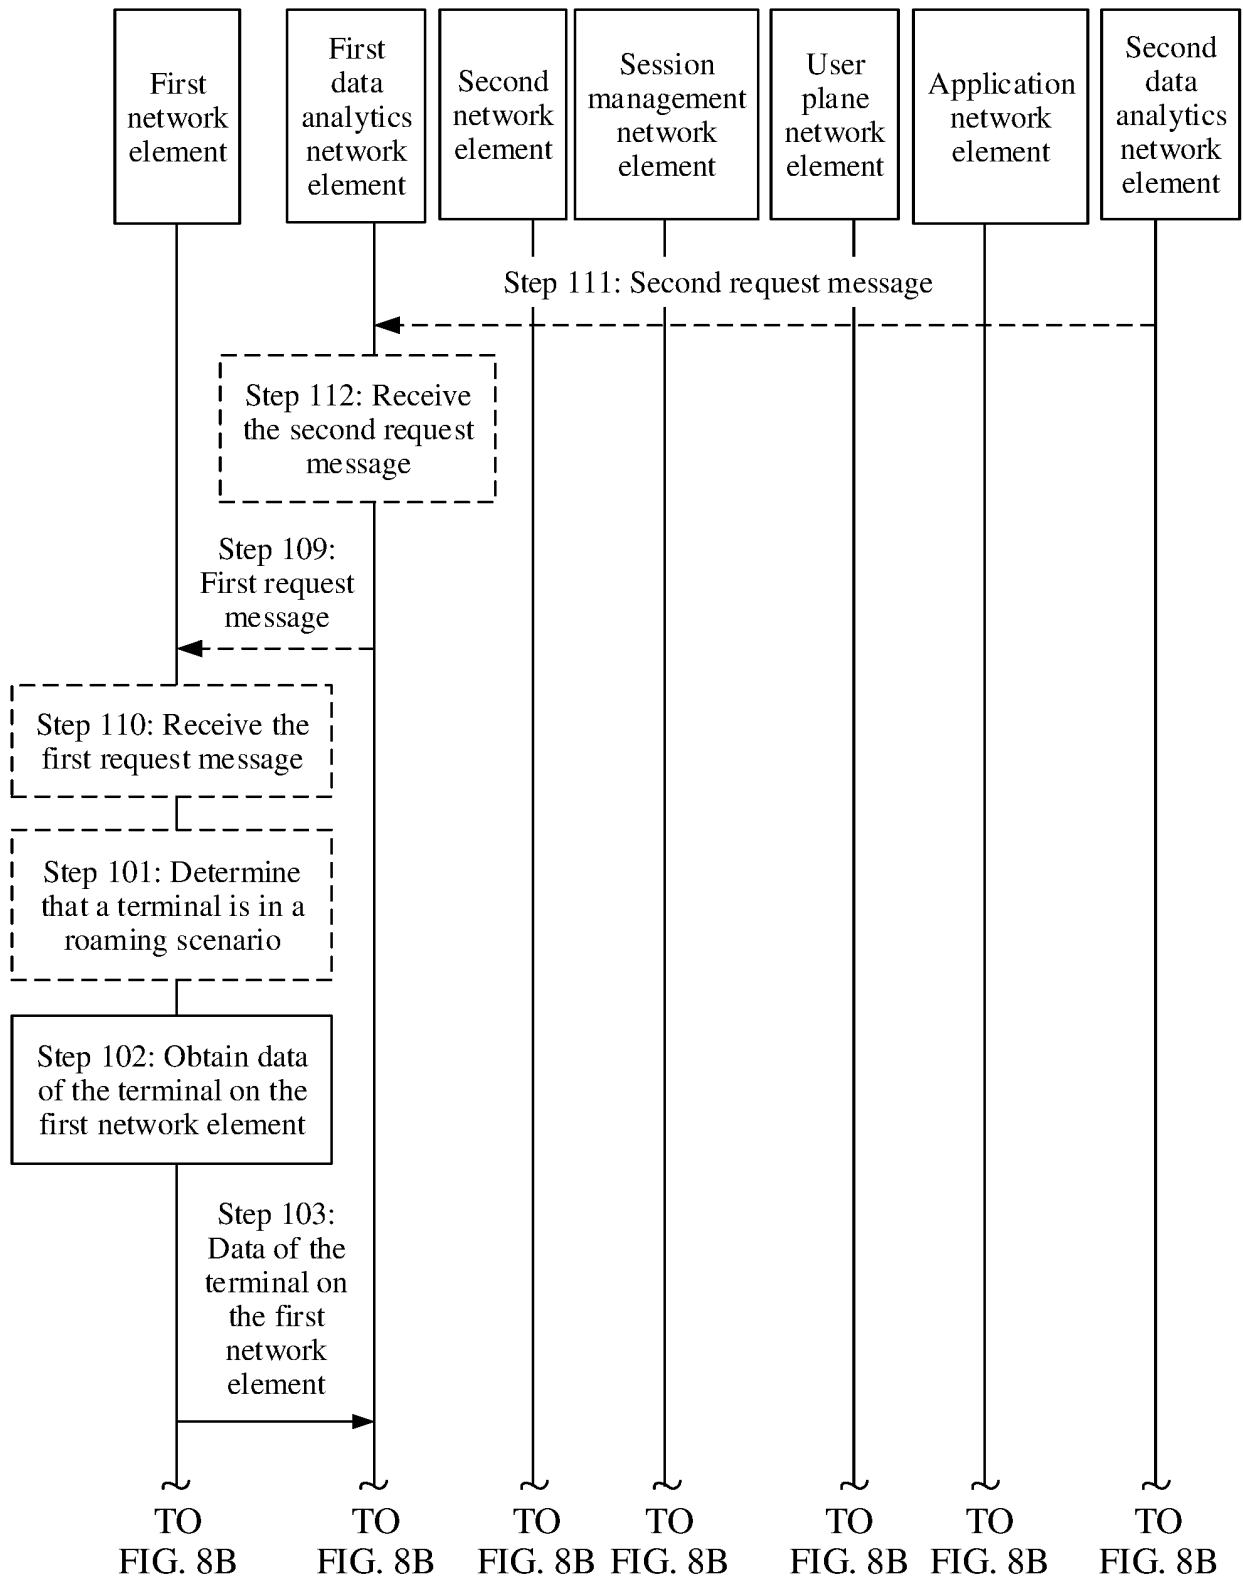 First
network
element
First
data
analytics
network
element
Second
network
element
Session
management
network
element
User
plane
network
element
Application
network
element
Second
data
analytics
network
element
Step 111: Second request message
Step 112: Receive
the second request
message
Step 109:
First request
message
Step 110: Receive the
first request message
Step 101: Determine
that a terminal is in a
roaming scenario
Step 102: Obtain data
of the terminal on the
first network element
Step 103:
Data of the
terminal on
the first
network
element
TO
FIG. 8B
TO
FIG. 8B
TO
FIG. 8B
TO
FIG. 8B
TO
FIG. 8B
TO
FIG. 8B
TO
FIG. 8B